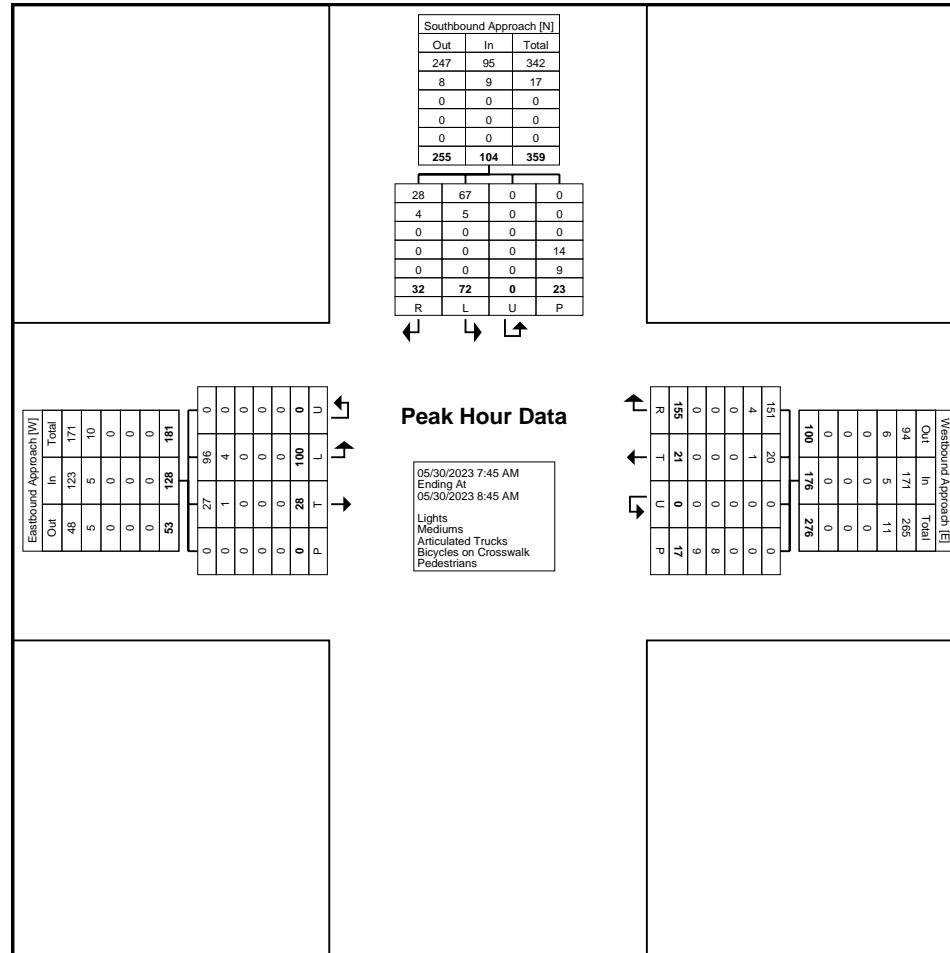 Southbound Approach [N]
Out In Total
247 95 342
8 9 17
0 0 0
0 0 0
0 0 0
255 104 359
28 67 0 0
4 5 0 0
0 0 0 0
0 0 0 14
0 0 0 9
32 72 0 23
R L U P
Peak Hour Data
05/30/2023 7:45 AM
Ending At
05/30/2023 8:45 AM
Lights
Mediums
Articulated Trucks
Bicycles on Crosswalk
Pedestrians
Eastbound Approach [W]
Out In Total
48 123 171
5 5 10
0 0 0
0 0 0
0 0 0
53 128 181
0 96 27 0
0 4 1 0
0 0 0 0
0 0 0 0
0 0 0 0
0 100 28 0
U L T P
Westbound Approach [E]
Out In Total
94 171 265
6 5 11
0 0 0
0 0 0
0 0 0
100 176 276
151 20 0 0
4 1 0 0
0 0 0 0
0 0 0 8
0 0 0 9
155 21 0 17
R T U P